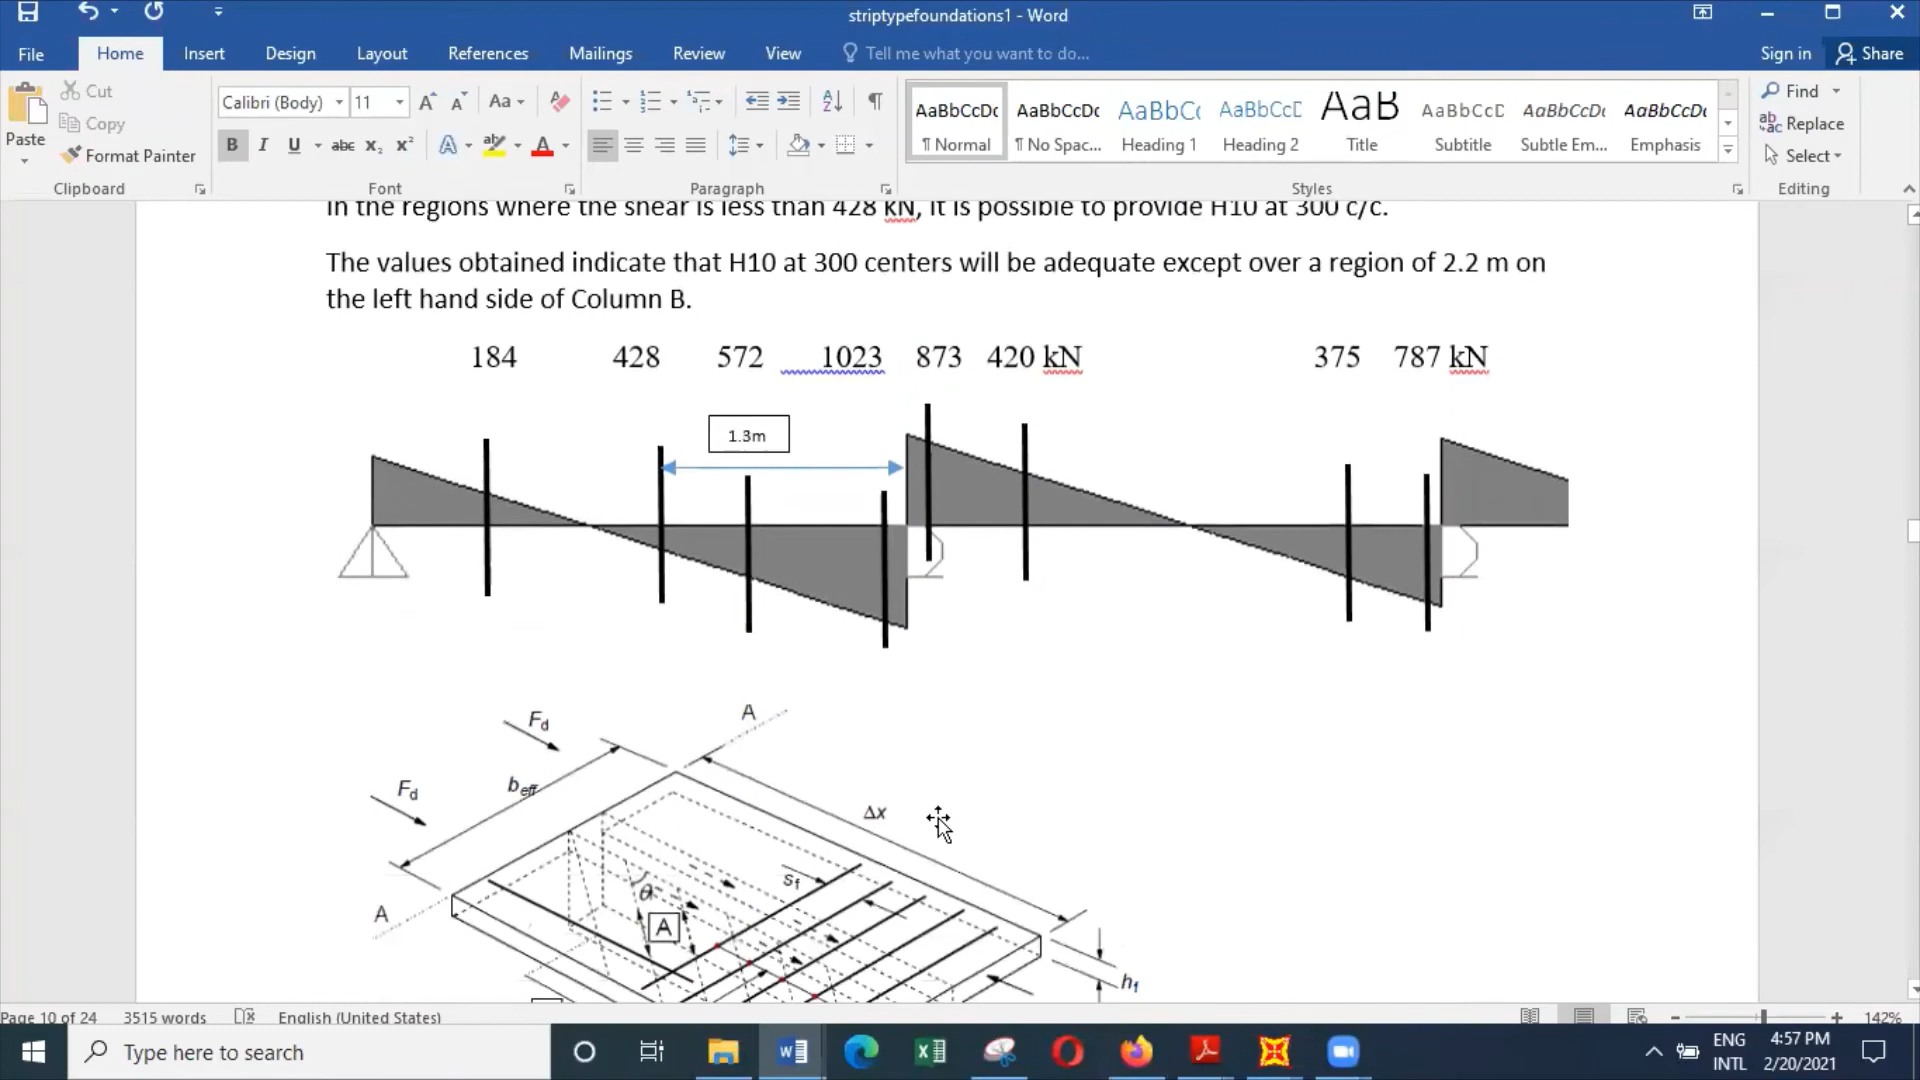 striptypefoundations1 - Word
File Home Insert Design Layout References Mailings Review View Tell me what you want to do... Sign in Share
Paste
Cut
Copy
Format Painter
Clipboard
Calibri (Body) 11
Aa
B I U abc x₂ x² A ab A
Font
Paragraph
AaBbCcDc AaBbCcDc AaBbCc AaBbCcD AaB AaBbCcD AaBbCcDc AaBbCcDc
¶ Normal ¶ No Spac... Heading 1 Heading 2 Title Subtitle Subtle Em... Emphasis
Styles
Find
Replace
Select
Editing
In the regions where the shear is less than 428 kN, it is possible to provide H10 at 300 c/c.
The values obtained indicate that H10 at 300 centers will be adequate except over a region of 2.2 m on
the left hand side of Column B.
184 428 572 1023 873 420 kN 375 787 kN
1.3m
Fd
A
Fd
beff
Δx
sf
θ
A
A
hf
Page 10 of 24 3515 words English (United States) 142%
Type here to search
ENG
INTL
4:57 PM
2/20/2021